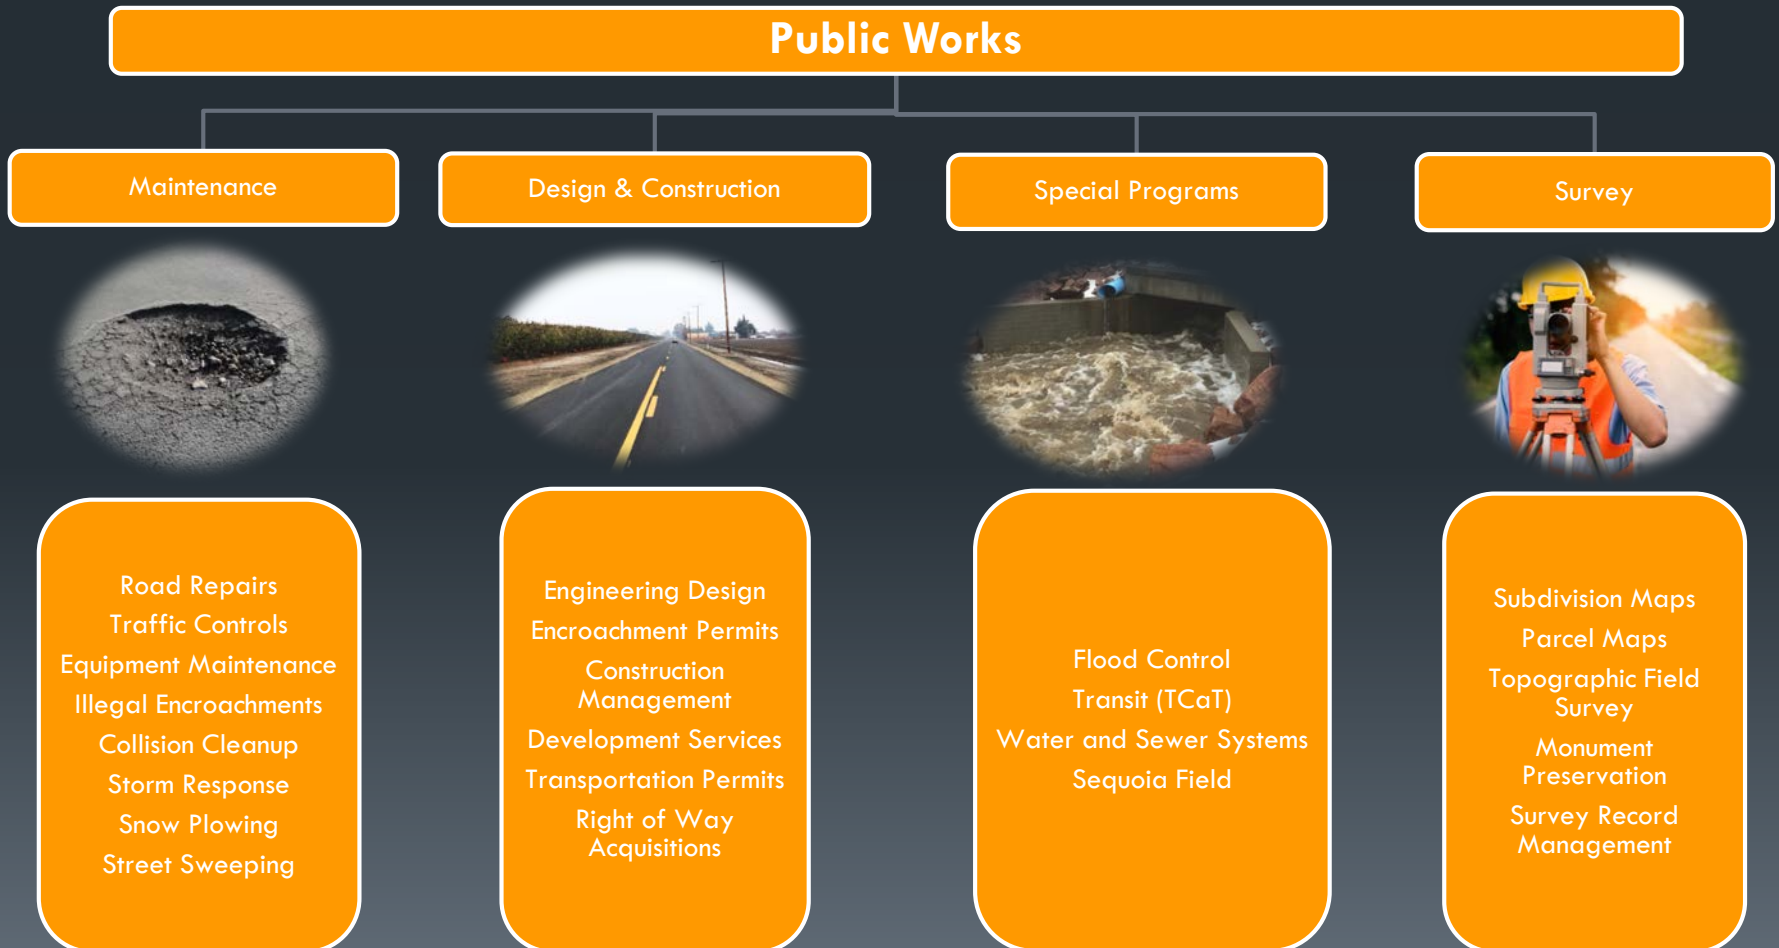 Public Works
Maintenance
Design & Construction
Special Programs
Survey
Road Repairs
Traffic Controls
Equipment Maintenance
Illegal Encroachments
Collision Cleanup
Storm Response
Snow Plowing
Street Sweeping
Engineering Design
Encroachment Permits
Construction
Management
Development Services
Transportation Permits
Right of Way
Acquisitions
Flood Control
Transit (TCaT)
Water and Sewer Systems
Sequoia Field
Subdivision Maps
Parcel Maps
Topographic Field
Survey
Monument
Preservation
Survey Record
Management